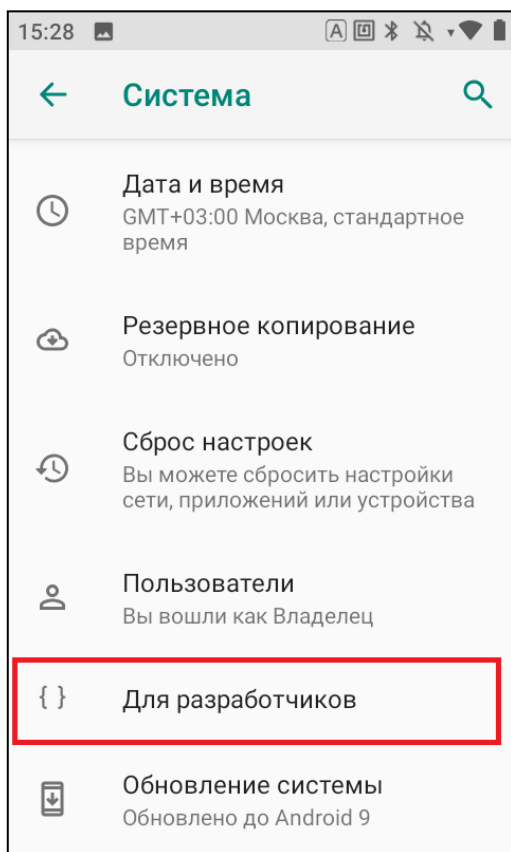 15:28 A
Система
Дата и время
GMT+03:00 Москва, стандартное
время
Резервное копирование
Отключено
Сброс настроек
Вы можете сбросить настройки
сети, приложений или устройства
Пользователи
Вы вошли как Владелец
{ } Для разработчиков
Обновление системы
Обновлено до Android 9